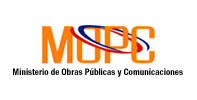 MOPC
Ministerio de Obras Públicas y Comunicaciones